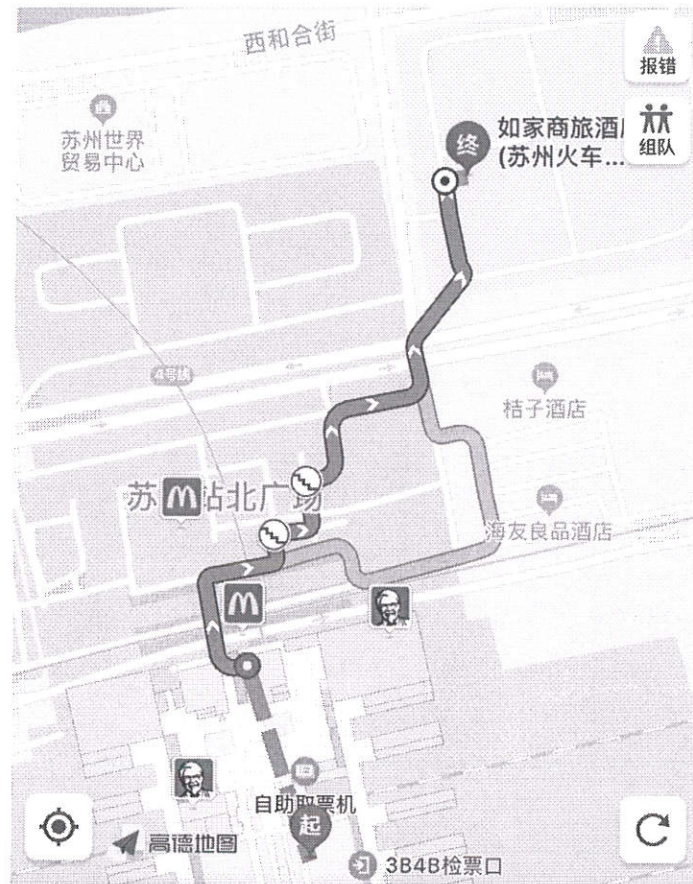 西和合街
报错
苏州世界
贸易中心
终
如家商旅酒
(苏州火车...
组队
4号线
桔子酒店
苏
站北广场
海友良品酒店
自助取票机
起
高德地图
3B4B检票口